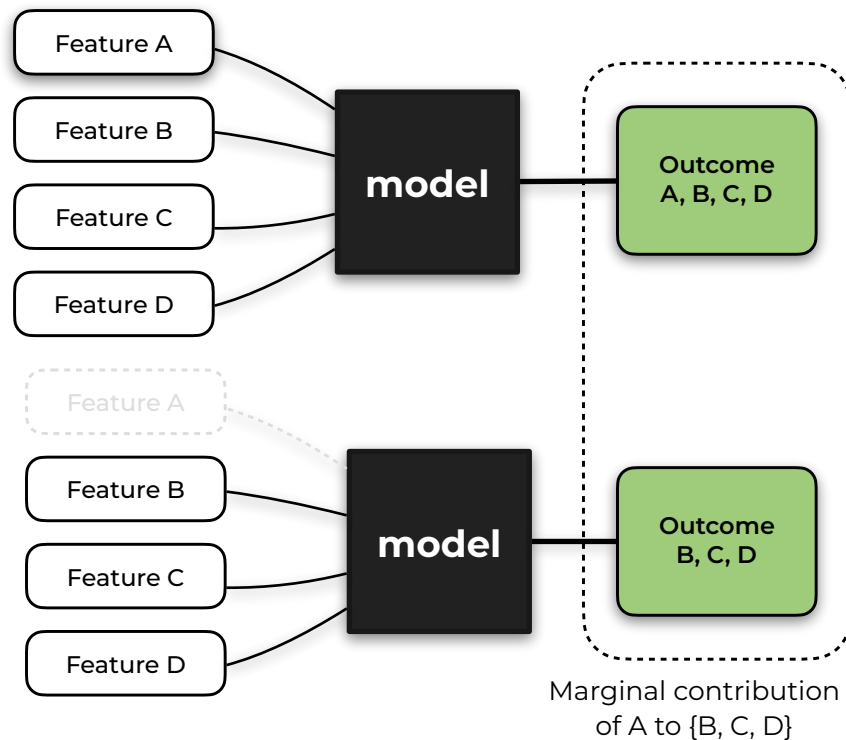 Feature A
Feature B
Feature C
Feature D
model
Outcome
A, B, C, D
Feature A
Feature B
Feature C
Feature D
model
Outcome
B, C, D
Marginal contribution
of A to {B, C, D}